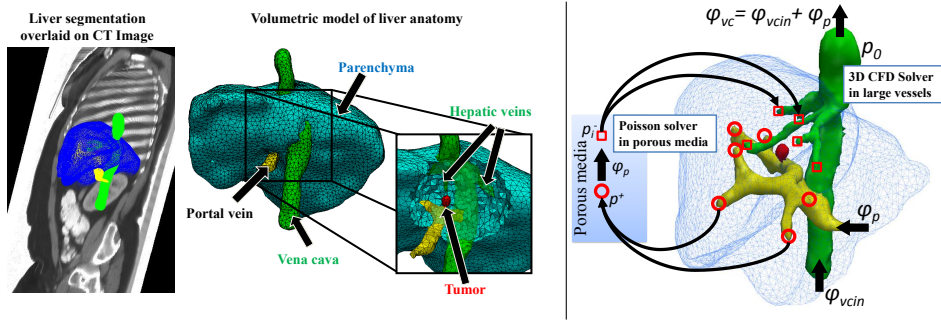 Liver segmentation
overlaid on CT Image
Volumetric model of liver anatomy
Parenchyma
Hepatic veins
Portal vein
Vena cava
Tumor
φvc= φvcin + φp
p0
3D CFD Solver
in large vessels
Poisson solver
in porous media
Porous media
pi-
φp
p+
φp
φvcin